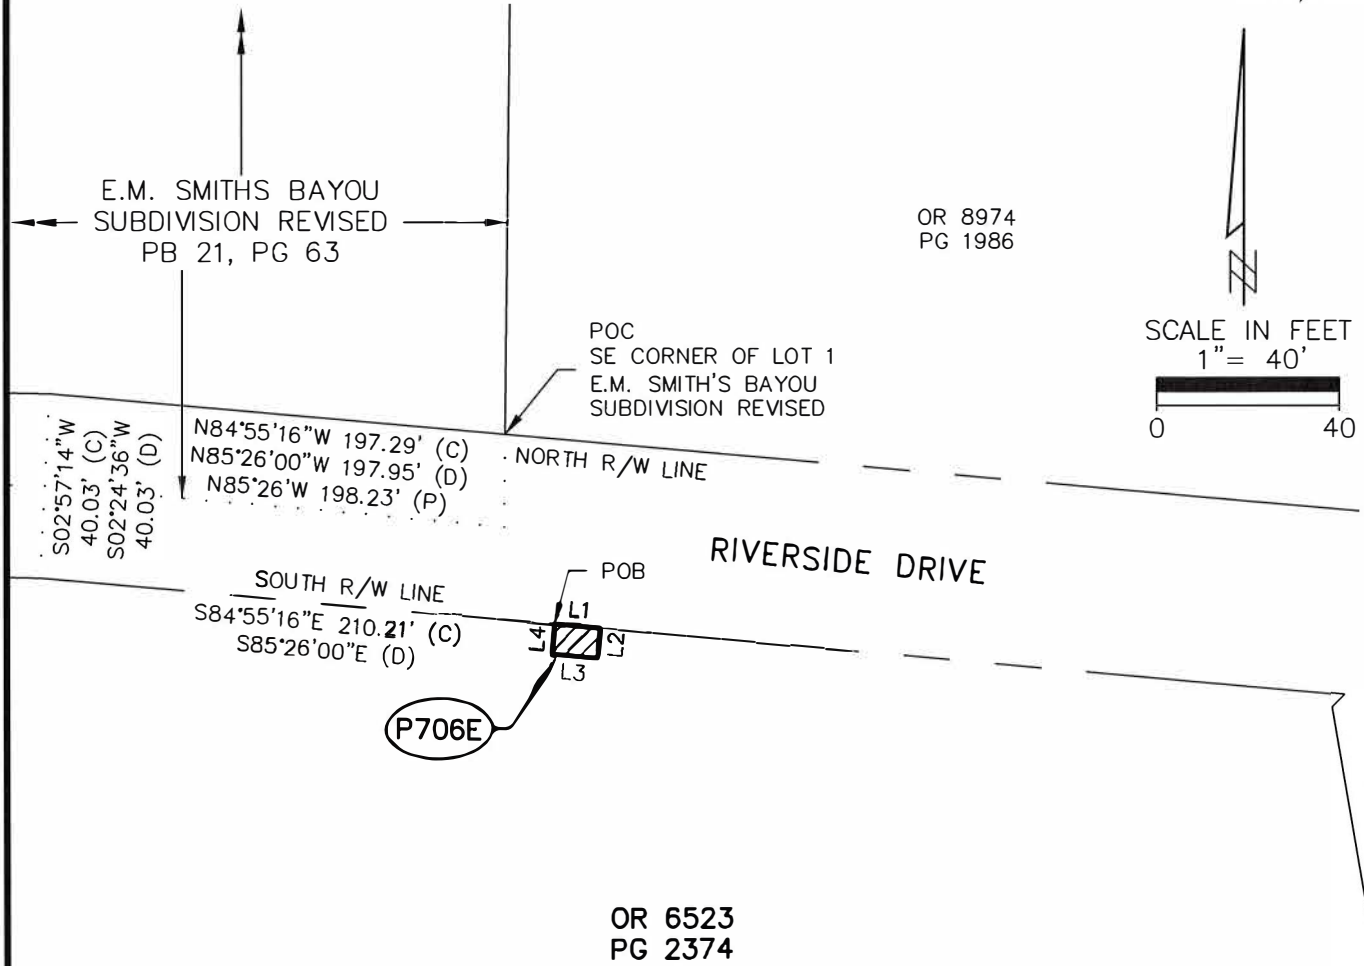 E.M. SMITHS BAYOU
SUBDIVISION REVISED
PB 21, PG 63
OR 8974
PG 1986
N
SCALE IN FEET
1"= 40'
0 40
POC
SE CORNER OF LOT 1
E.M. SMITH'S BAYOU
SUBDIVISION REVISED
S02°57'14"W
40.03' (C)
S02°24'36"W
40.03' (D)
N84°55'16"W 197.29' (C)
N85°26'00"W 197.95' (D)
N85°26'W 198.23' (P)
NORTH R/W LINE
RIVERSIDE DRIVE
POB
SOUTH R/W LINE
S84°55'16"E 210.21' (C)
S85°26'00"E (D)
L1
L4
L2
L3
P706E
OR 6523
PG 2374